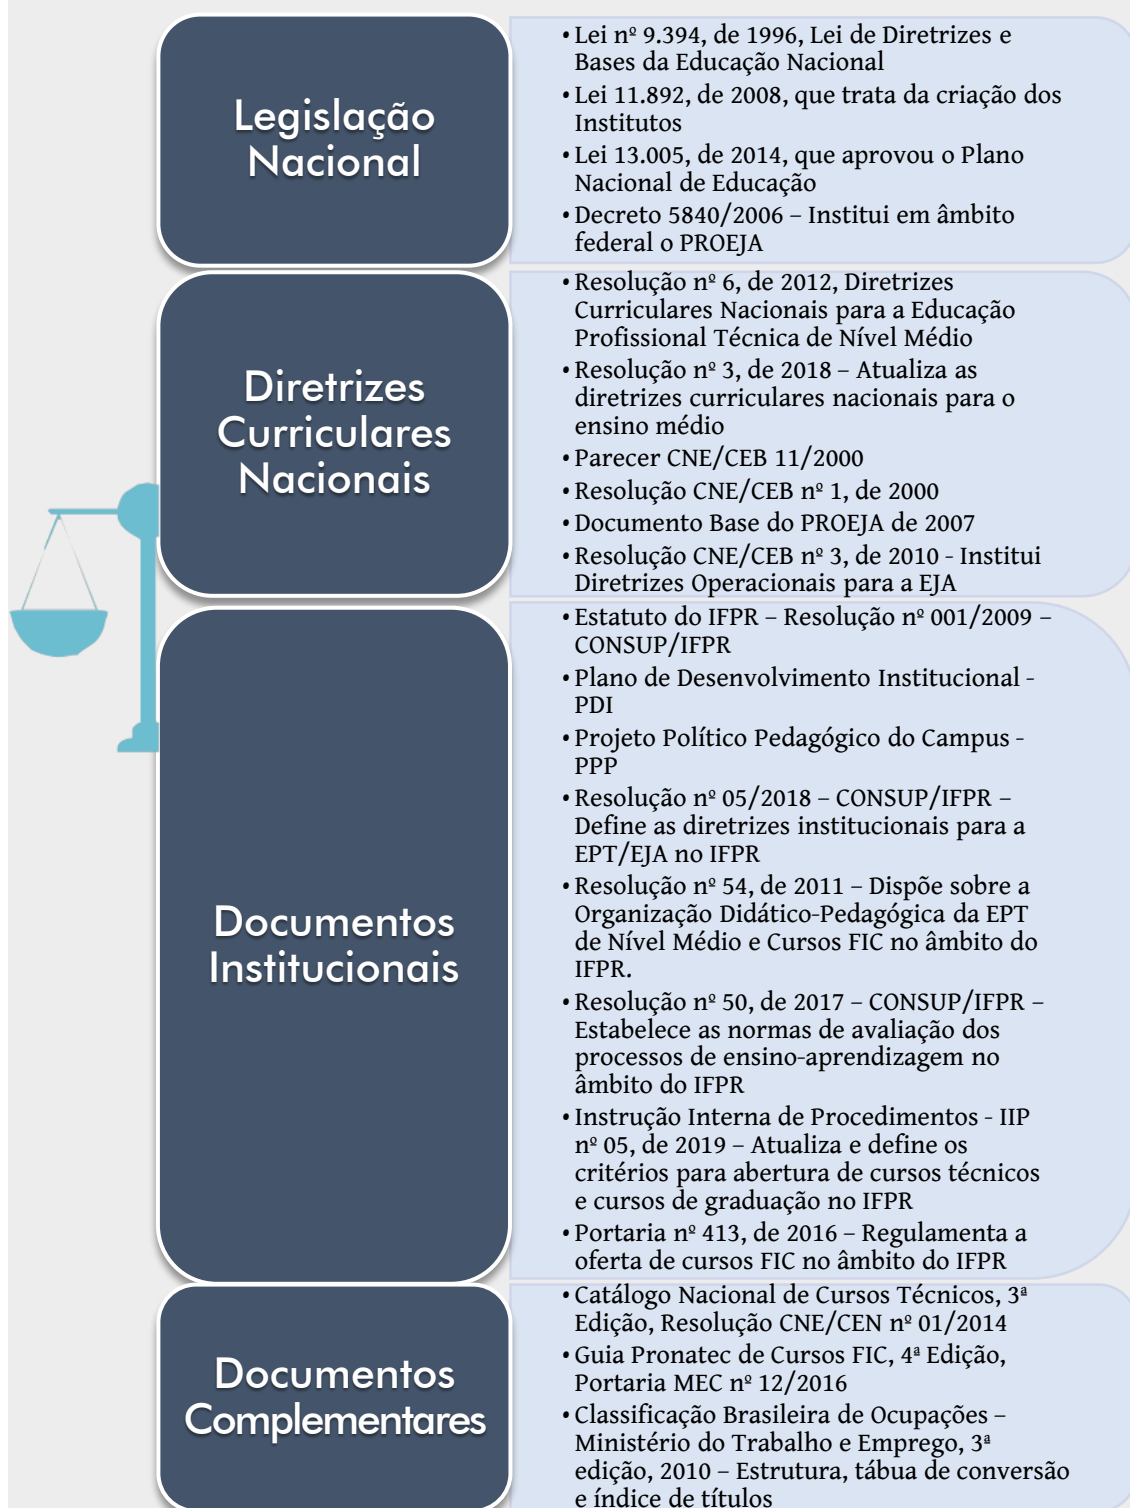 Legislação
Nacional
•Lei nº 9.394, de 1996, Lei de Diretrizes e
Bases da Educação Nacional
•Lei 11.892, de 2008, que trata da criação dos
Institutos
•Lei 13.005, de 2014, que aprovou o Plano
Nacional de Educação
•Decreto 5840/2006 – Institui em âmbito
federal o PROEJA
Diretrizes
Curriculares
Nacionais
•Resolução nº 6, de 2012, Diretrizes
Curriculares Nacionais para a Educação
Profissional Técnica de Nível Médio
•Resolução nº 3, de 2018 – Atualiza as
diretrizes curriculares nacionais para o
ensino médio
•Parecer CNE/CEB 11/2000
•Resolução CNE/CEB nº 1, de 2000
•Documento Base do PROEJA de 2007
•Resolução CNE/CEB nº 3, de 2010 - Institui
Diretrizes Operacionais para a EJA
Documentos
Institucionais
•Estatuto do IFPR – Resolução nº 001/2009 –
CONSUP/IFPR
•Plano de Desenvolvimento Institucional -
PDI
•Projeto Político Pedagógico do Campus -
PPP
•Resolução nº 05/2018 – CONSUP/IFPR –
Define as diretrizes institucionais para a
EPT/EJA no IFPR
•Resolução nº 54, de 2011 – Dispõe sobre a
Organização Didático-Pedagógica da EPT
de Nível Médio e Cursos FIC no âmbito do
IFPR.
•Resolução nº 50, de 2017 – CONSUP/IFPR –
Estabelece as normas de avaliação dos
processos de ensino-aprendizagem no
âmbito do IFPR
•Instrução Interna de Procedimentos - IIP
nº 05, de 2019 – Atualiza e define os
critérios para abertura de cursos técnicos
e cursos de graduação no IFPR
•Portaria nº 413, de 2016 – Regulamenta a
oferta de cursos FIC no âmbito do IFPR
Documentos
Complementares
•Catálogo Nacional de Cursos Técnicos, 3ª
Edição, Resolução CNE/CEN nº 01/2014
•Guia Pronatec de Cursos FIC, 4ª Edição,
Portaria MEC nº 12/2016
•Classificação Brasileira de Ocupações –
Ministério do Trabalho e Emprego, 3ª
edição, 2010 – Estrutura, tábua de conversão
e índice de títulos